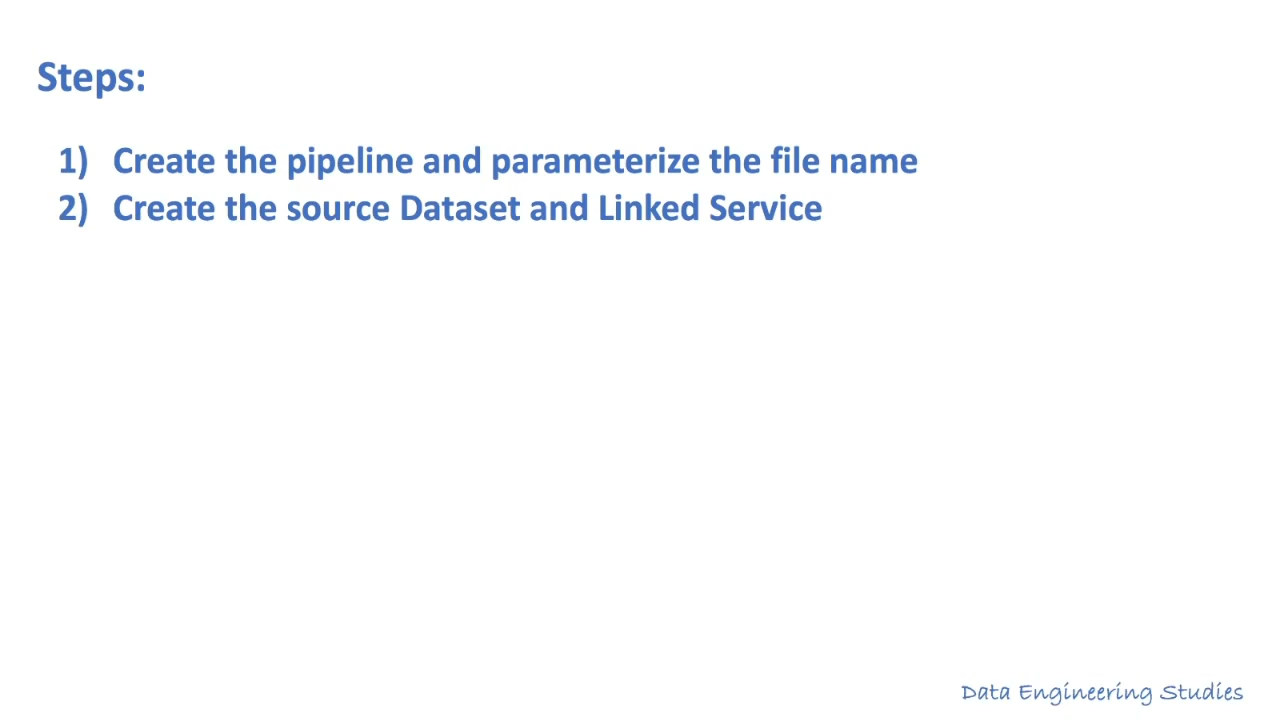 Steps:
1) Create the pipeline and parameterize the file name
2) Create the source Dataset and Linked Service
Data Engineering Studies